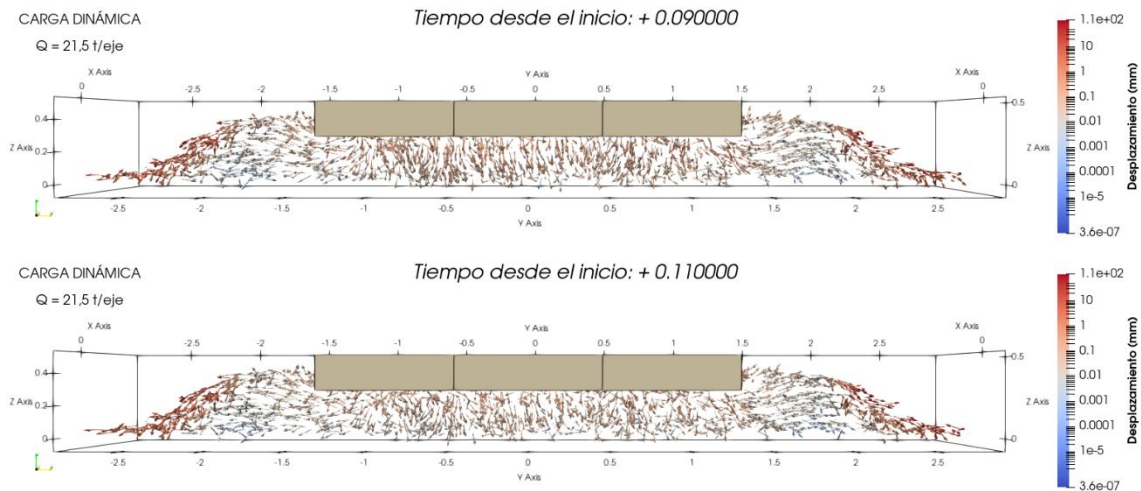 CARGA DINÁMICA
Tiempo desde el inicio: + 0.090000
Q = 21,5 t/eje
X Axis
Y Axis
X Axis
0 -2.5 -2 -1.5 -1 -0.5 0 0.5 1 1.5 2 2.5 0
0.4 0.5
Z Axis 0.2 Z Axis
0 0
-2.5 -2 -1.5 -1 -0.5 0 0.5 1 1.5 2 2.5
Y Axis
1.1e+02
10
1
0.1
0.01
0.0001
1e-5
3.6e-07
Desplazamiento (mm)
CARGA DINÁMICA
Tiempo desde el inicio: + 0.110000
Q = 21,5 t/eje
X Axis
Y Axis
X Axis
0 -2.5 -2 -1.5 -1 -0.5 0 0.5 1 1.5 2 2.5 0
0.4 0.5
Z Axis 0.2 Z Axis
0 0
-2.5 -2 -1.5 -1 -0.5 0 0.5 1 1.5 2 2.5
Y Axis
1.1e+02
10
1
0.1
0.01
0.0001
1e-5
3.6e-07
Desplazamiento (mm)